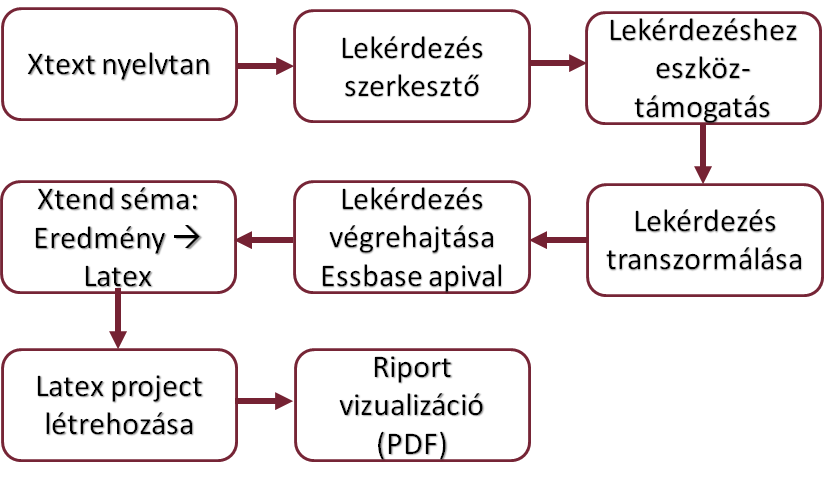 Xtext nyelvtan
Lekérdezés
szerkesztő
Lekérdezéshez
eszköz-
támogatás
Lekérdezés
transzormálása
Lekérdezés
végrehajtása
Essbase apival
Xtend séma:
Eredmény →
Latex
Latex project
létrehozása
Riport
vizualizáció
(PDF)